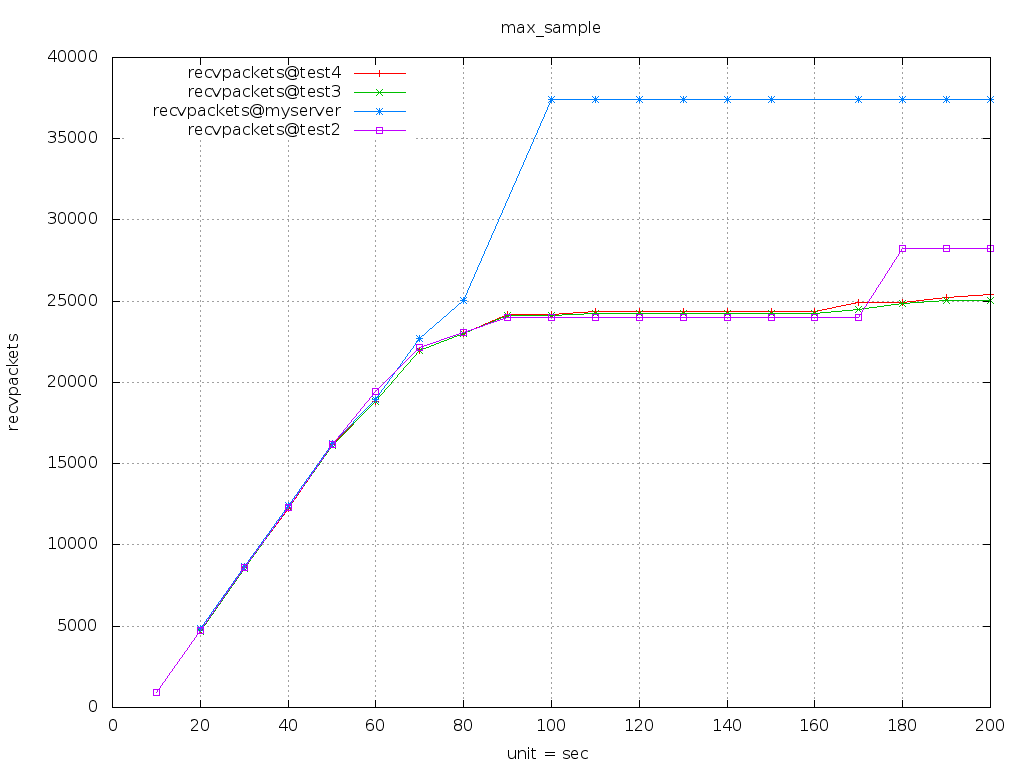 max_sample
recvpackets@test4
recvpackets@test3
recvpackets@myserver
recvpackets@test2
40000
35000
30000
25000
20000
15000
10000
5000
0
recvpackets
0 20 40 60 80 100 120 140 160 180 200
unit = sec